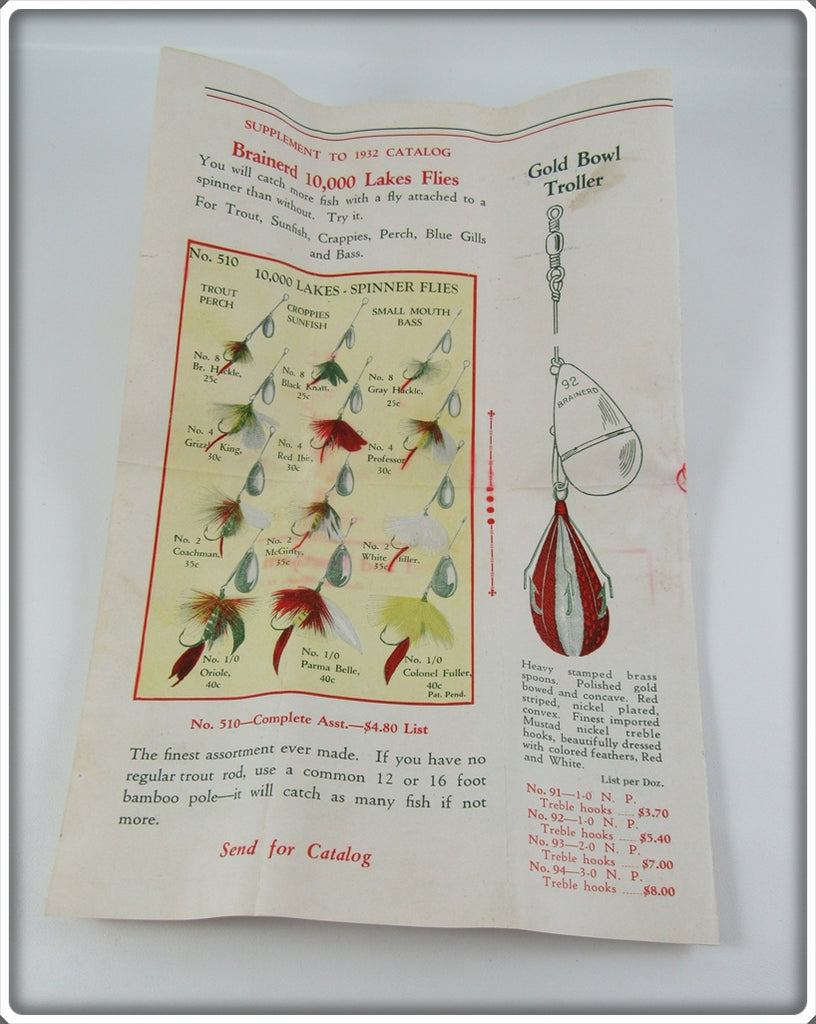 SUPPLEMENT TO 1932 CATALOG
Brainerd 10,000 Lakes Flies
You will catch more fish with a fly attached to a
spinner than without. Try it.
For Trout, Sunfish, Crappies, Perch, Blue Gills
and Bass.
No. 510 10,000 LAKES - SPINNER FLIES
TROUT
PERCH
CROPPIES
SUNFISH
SMALL MOUTH
BASS
No. 8
Br. Hackle,
25c
No. 8
Black Knatt,
25c
No. 8
Gray Hackle,
25c
No. 4
Grizzly King,
30c
No. 4
Red Ibis,
30c
No. 4
Professor,
30c
No. 2
Coachman,
35c
No. 2
McGinty,
35c
No. 2
White Miller,
35c
No. 1/0
Oriole,
40c
No. 1/0
Parma Belle,
40c
No. 1/0
Colonel Fuller,
40c
Pat. Pend.
No. 510—Complete Asst.—$4.80 List
The finest assortment ever made. If you have no
regular trout rod, use a common 12 or 16 foot
bamboo pole—it will catch as many fish if not
more.
Send for Catalog
Gold Bowl
Troller
92
BRAINERD
Heavy stamped brass
spoons. Polished gold
bowed and concave. Red
striped, nickel plated,
convex. Finest imported
Mustad nickel treble
hooks, beautifully dressed
with colored feathers, Red
and White.
List per Doz.
No. 91—1-0 N. P.
Treble hooks ..... $3.70
No. 92—1-0 N. P.
Treble hooks ..... $5.40
No. 93—2-0 N. P.
Treble hooks ..... $7.00
No. 94—3-0 N. P.
Treble hooks ...... $8.00